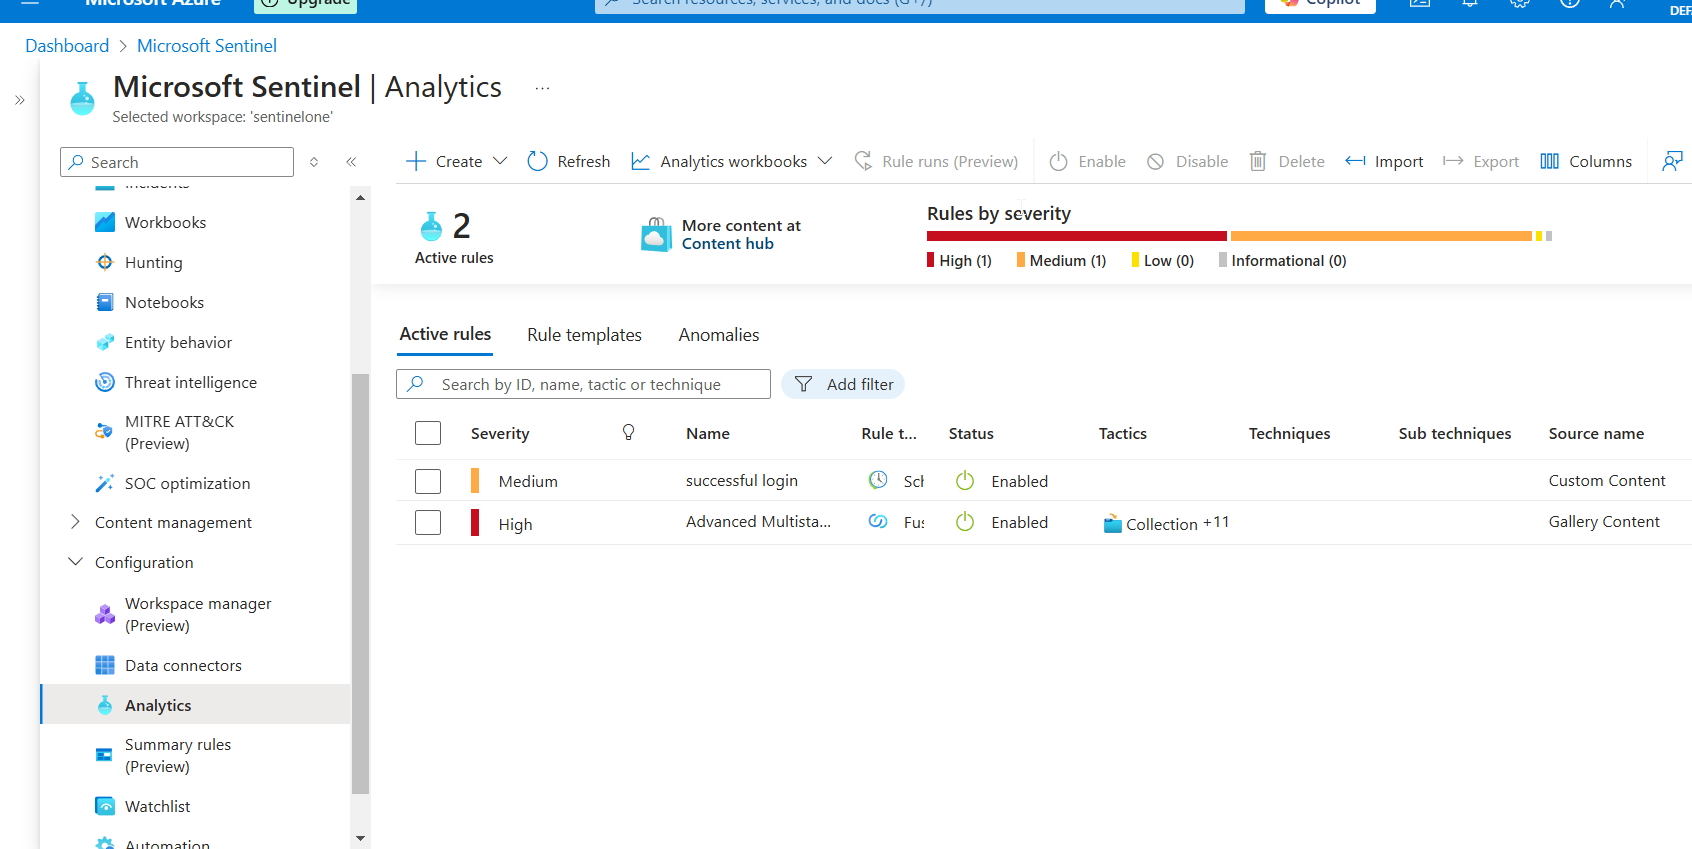 Microsoft Azure
Upgrade
Search resources, services, and docs (G+/)
Copilot
Dashboard > Microsoft Sentinel
Microsoft Sentinel | Analytics ...
Selected workspace: 'sentinelone'
Search
Incidents
Workbooks
Hunting
Notebooks
Entity behavior
Threat intelligence
MITRE ATT&CK
(Preview)
SOC optimization
Content management
Configuration
Workspace manager
(Preview)
Data connectors
Analytics
Summary rules
(Preview)
Watchlist
Automation
Create
Refresh
Analytics workbooks
Rule runs (Preview)
Enable
Disable
Delete
Import
Export
Columns
2
Active rules
More content at
Content hub
Rules by severity
High (1) Medium (1) Low (0) Informational (0)
Active rules Rule templates Anomalies
Search by ID, name, tactic or technique
Add filter
Severity Name Rule t... Status Tactics Techniques Sub techniques Source name
Medium successful login Sch Enabled Custom Content
High Advanced Multista... Fus Enabled Collection +11 Gallery Content